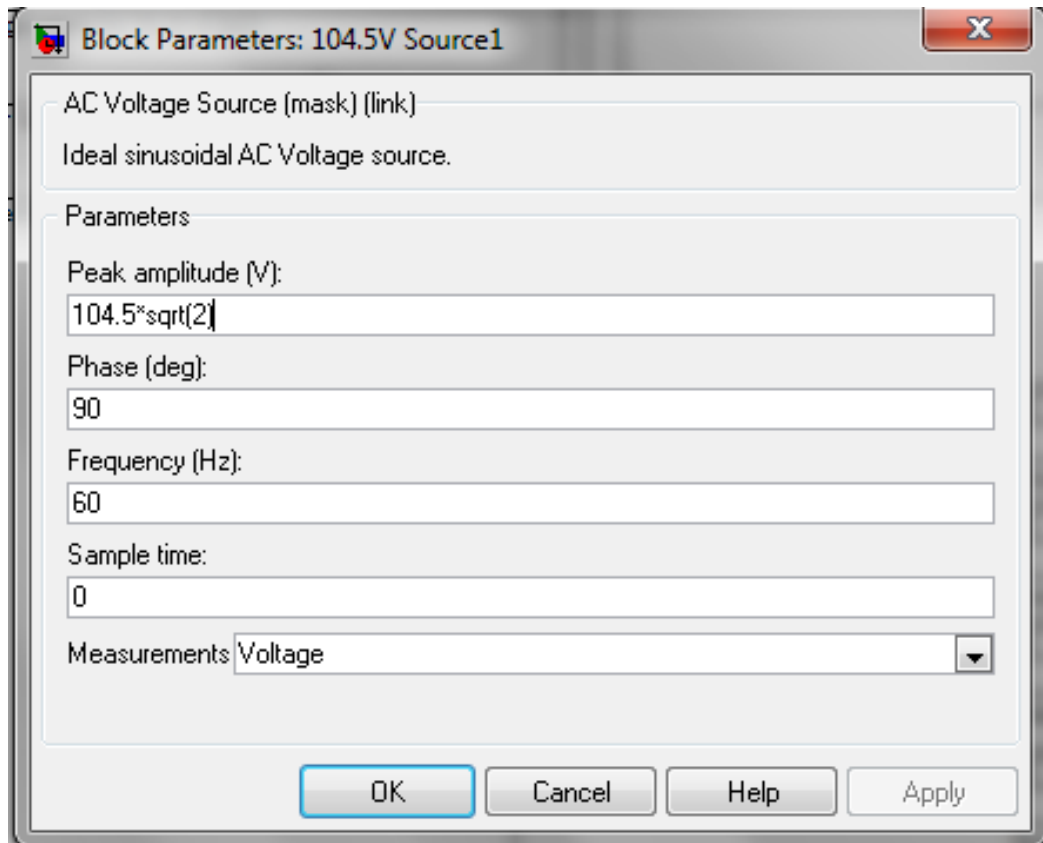 Block Parameters: 104.5V Source1
AC Voltage Source (mask) (link)
Ideal sinusoidal AC Voltage source.
Parameters
Peak amplitude (V):
104.5*sqrt(2)
Phase (deg):
90
Frequency (Hz):
60
Sample time:
0
Measurements Voltage
OK Cancel Help Apply